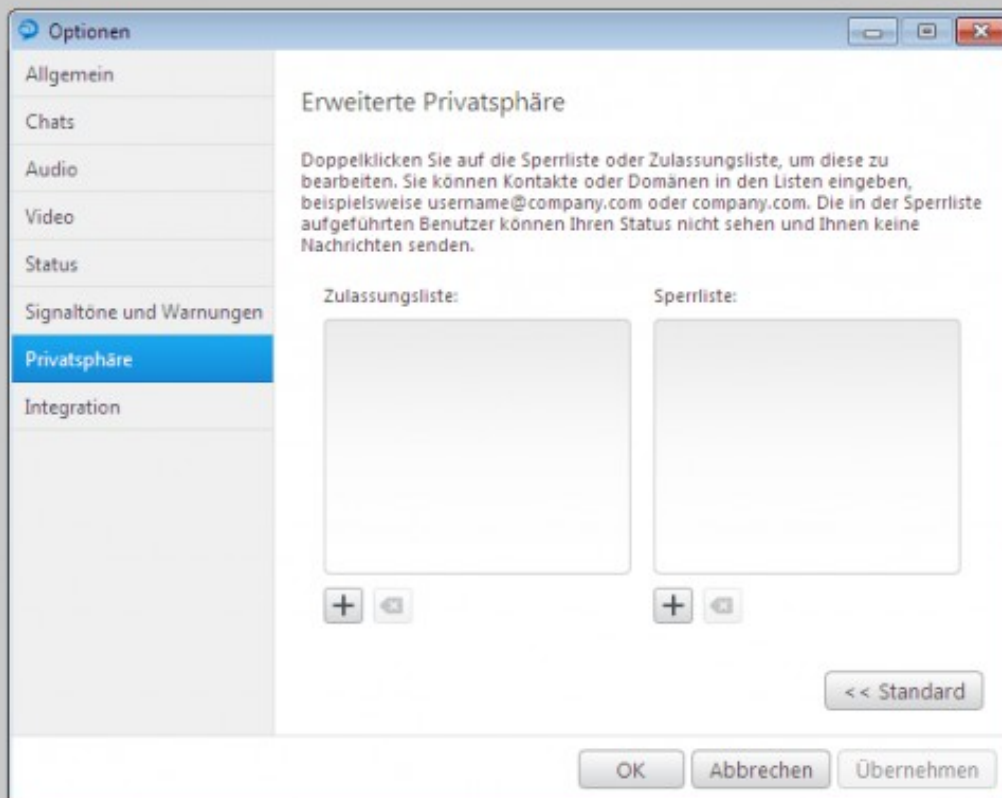 Optionen
Allgemein
Chats
Audio
Video
Status
Signaltöne und Warnungen
Privatsphäre
Integration
Erweiterte Privatsphäre
Doppelklicken Sie auf die Sperrliste oder Zulassungsliste, um diese zu
bearbeiten. Sie können Kontakte oder Domänen in den Listen eingeben,
beispielsweise username@company.com oder company.com. Die in der Sperrliste
aufgeführten Benutzer können Ihren Status nicht sehen und Ihnen keine
Nachrichten senden.
Zulassungsliste:
Sperrliste:
<< Standard
OK
Abbrechen
Übernehmen